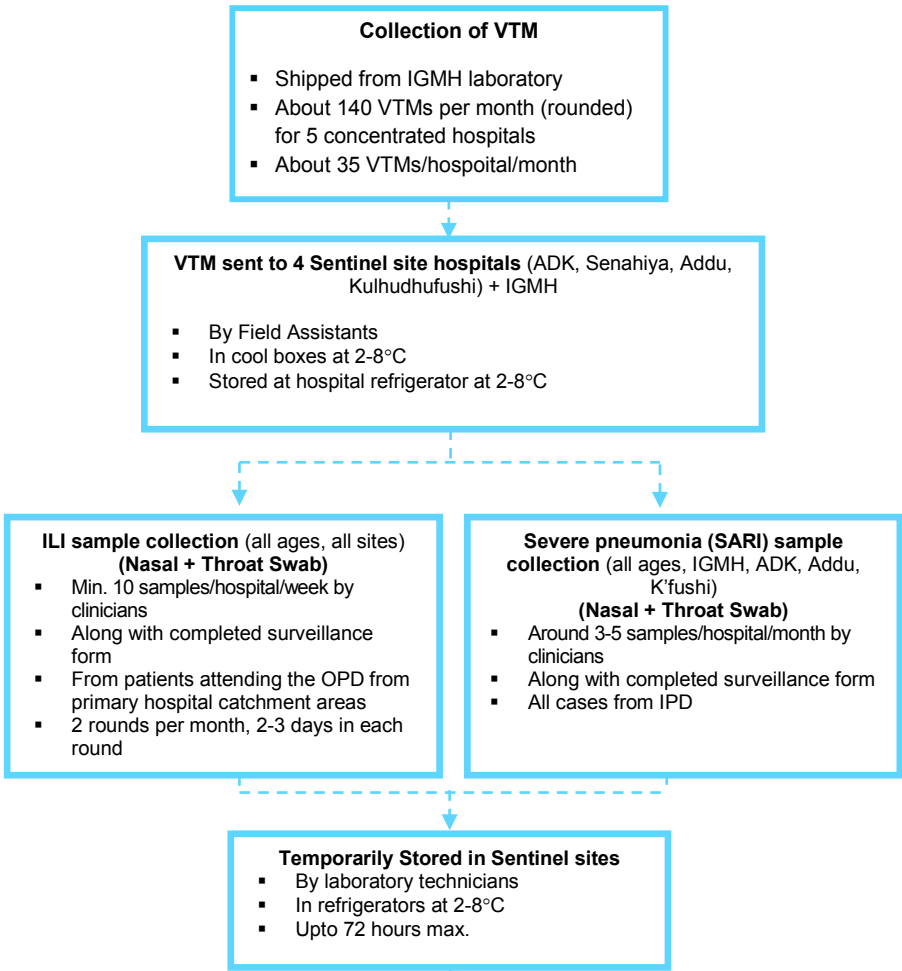 Collection of VTM
▪ Shipped from IGMH laboratory
▪ About 140 VTMs per month (rounded)
for 5 concentrated hospitals
▪ About 35 VTMs/hospoital/month
VTM sent to 4 Sentinel site hospitals (ADK, Senahiya, Addu,
Kulhudhufushi) + IGMH
▪ By Field Assistants
▪ In cool boxes at 2-8°C
▪ Stored at hospital refrigerator at 2-8°C
ILI sample collection (all ages, all sites)
(Nasal + Throat Swab)
▪ Min. 10 samples/hospital/week by
clinicians
▪ Along with completed surveillance
form
▪ From patients attending the OPD from
primary hospital catchment areas
▪ 2 rounds per month, 2-3 days in each
round
Severe pneumonia (SARI) sample
collection (all ages, IGMH, ADK, Addu,
K'fushi)
(Nasal + Throat Swab)
▪ Around 3-5 samples/hospital/month by
clinicians
▪ Along with completed surveillance form
▪ All cases from IPD
Temporarily Stored in Sentinel sites
▪ By laboratory technicians
▪ In refrigerators at 2-8°C
▪ Upto 72 hours max.